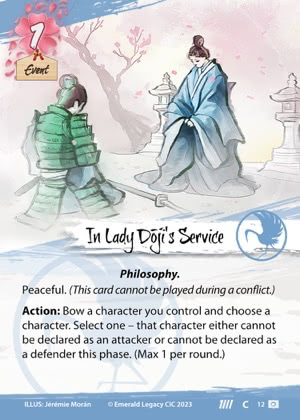 1
Event
In Lady Doji's Service
Philosophy.
Peaceful. (This card cannot be played during a conflict.)
Action: Bow a character you control and choose a
character. Select one – that character either cannot
be declared as an attacker or cannot be declared as
a defender this phase. (Max 1 per round.)
ILLUS: Jérémie Morán © Emerald Legacy CIC 2023 C 12